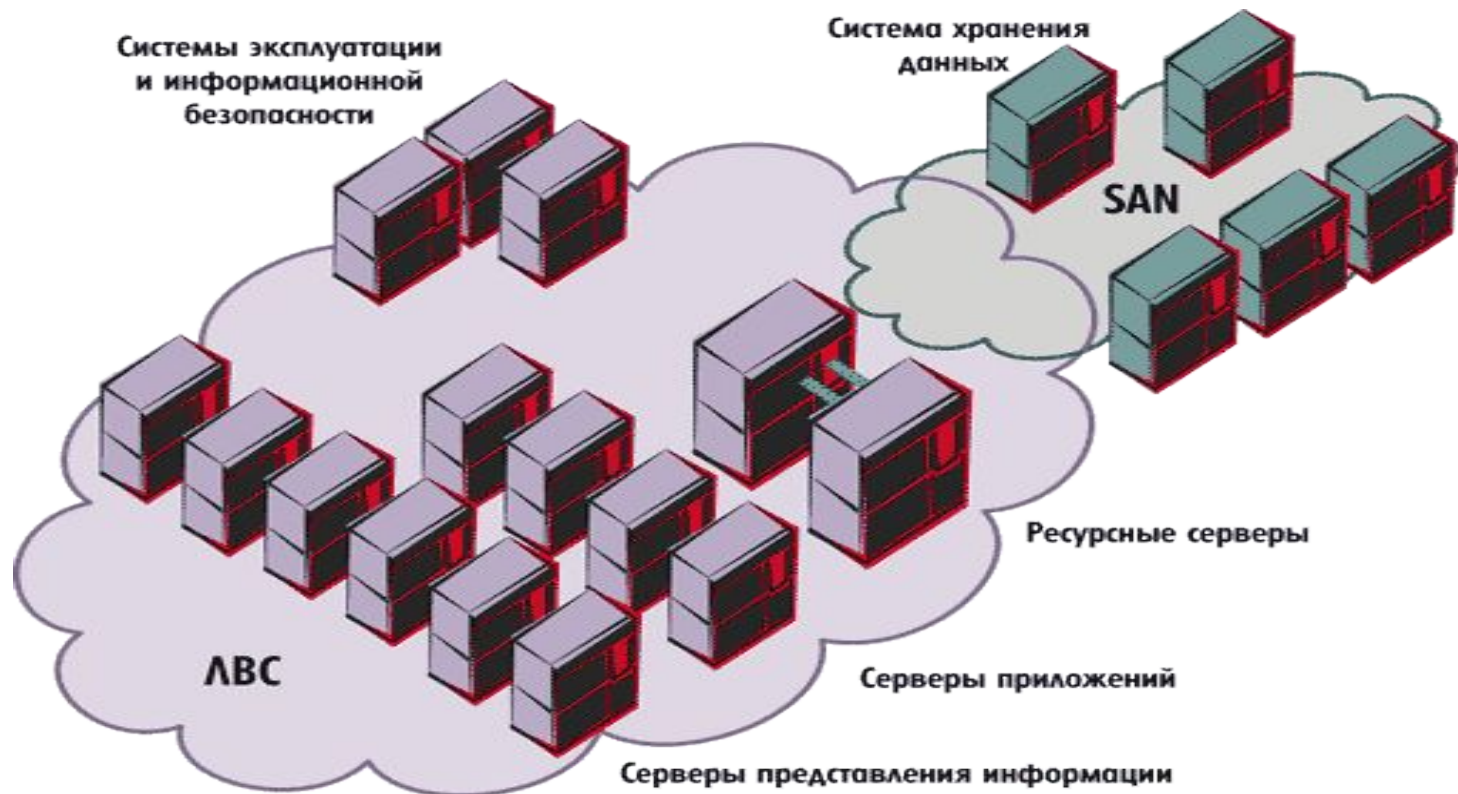 Системы эксплуатации
и информационной
безопасности
Система хранения
данных
SAN
Ресурсные серверы
ЛВС
Серверы приложений
Серверы представления информации